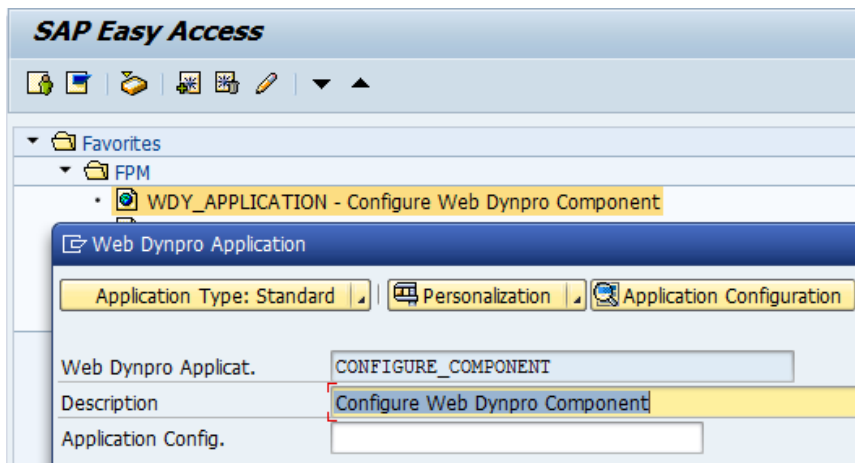 SAP Easy Access
Favorites
FPM
WDY_APPLICATION - Configure Web Dynpro Component
Web Dynpro Application
Application Type: Standard Personalization Application Configuration
Web Dynpro Applicat. CONFIGURE_COMPONENT
Description Configure Web Dynpro Component
Application Config.